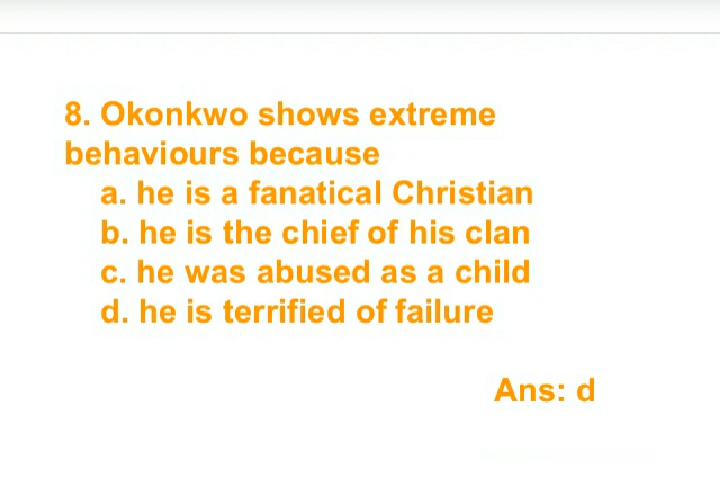 8. Okonkwo shows extreme
behaviours because
a. he is a fanatical Christian
b. he is the chief of his clan
c. he was abused as a child
d. he is terrified of failure
Ans: d